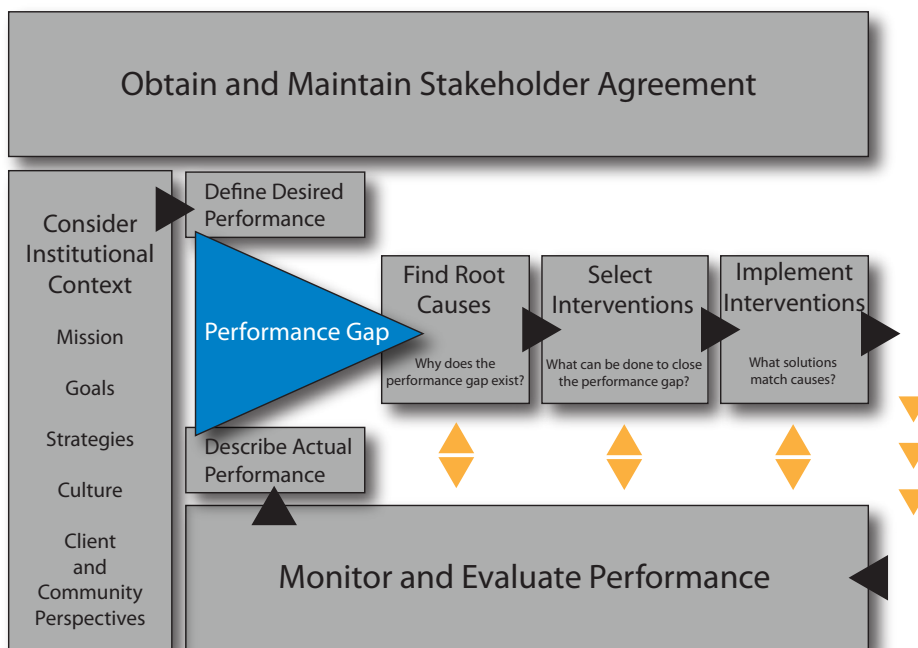 Obtain and Maintain Stakeholder Agreement
Consider
Institutional
Context
Mission
Goals
Strategies
Culture
Client
and
Community
Perspectives
Define Desired
Performance
Performance Gap
Describe Actual
Performance
Find Root
Causes
Why does the
performance gap exist?
Select
Interventions
What can be done to close
the performance gap?
Implement
Interventions
What solutions
match causes?
Monitor and Evaluate Performance